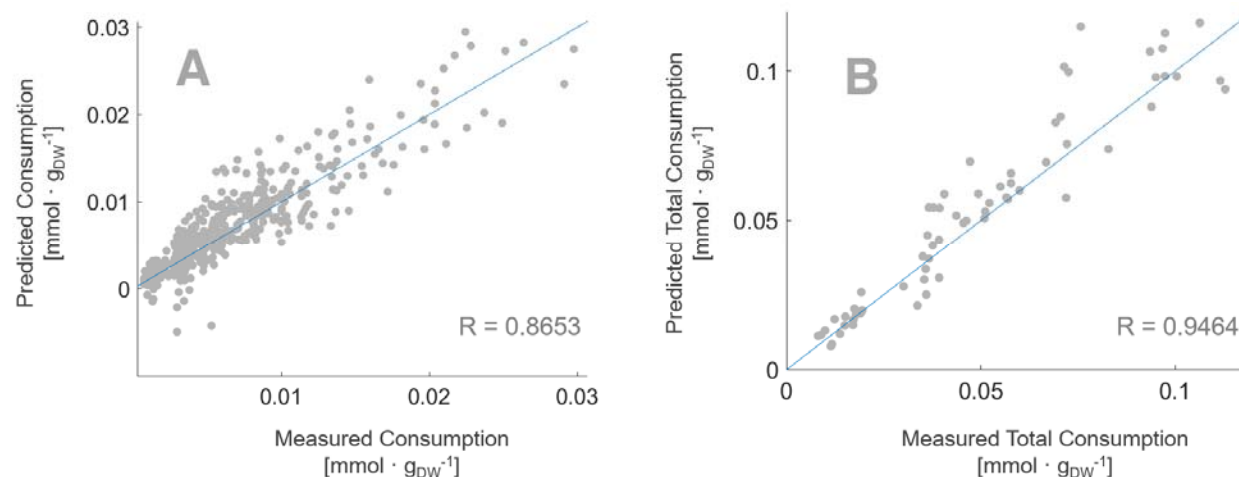 A
Predicted Consumption
[mmol · gDW⁻¹]
0.03
0.02
0.01
0
R = 0.8653
0.01 0.02 0.03
Measured Consumption
[mmol · gDW⁻¹]
B
Predicted Total Consumption
[mmol · gDW⁻¹]
0.1
0.05
0
R = 0.9464
0 0.05 0.1
Measured Total Consumption
[mmol · gDW⁻¹]